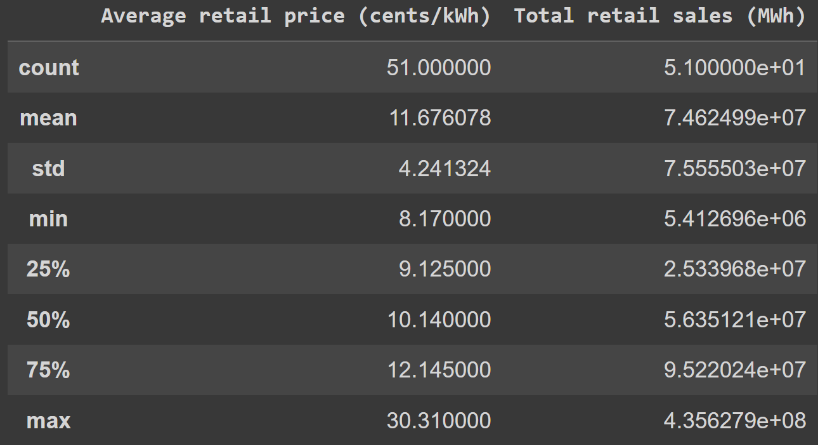 Average retail price (cents/kWh) Total retail sales (MWh)
count 51.000000 5.100000e+01
mean 11.676078 7.462499e+07
std 4.241324 7.555503e+07
min 8.170000 5.412696e+06
25% 9.125000 2.533968e+07
50% 10.140000 5.635121e+07
75% 12.145000 9.522024e+07
max 30.310000 4.356279e+08